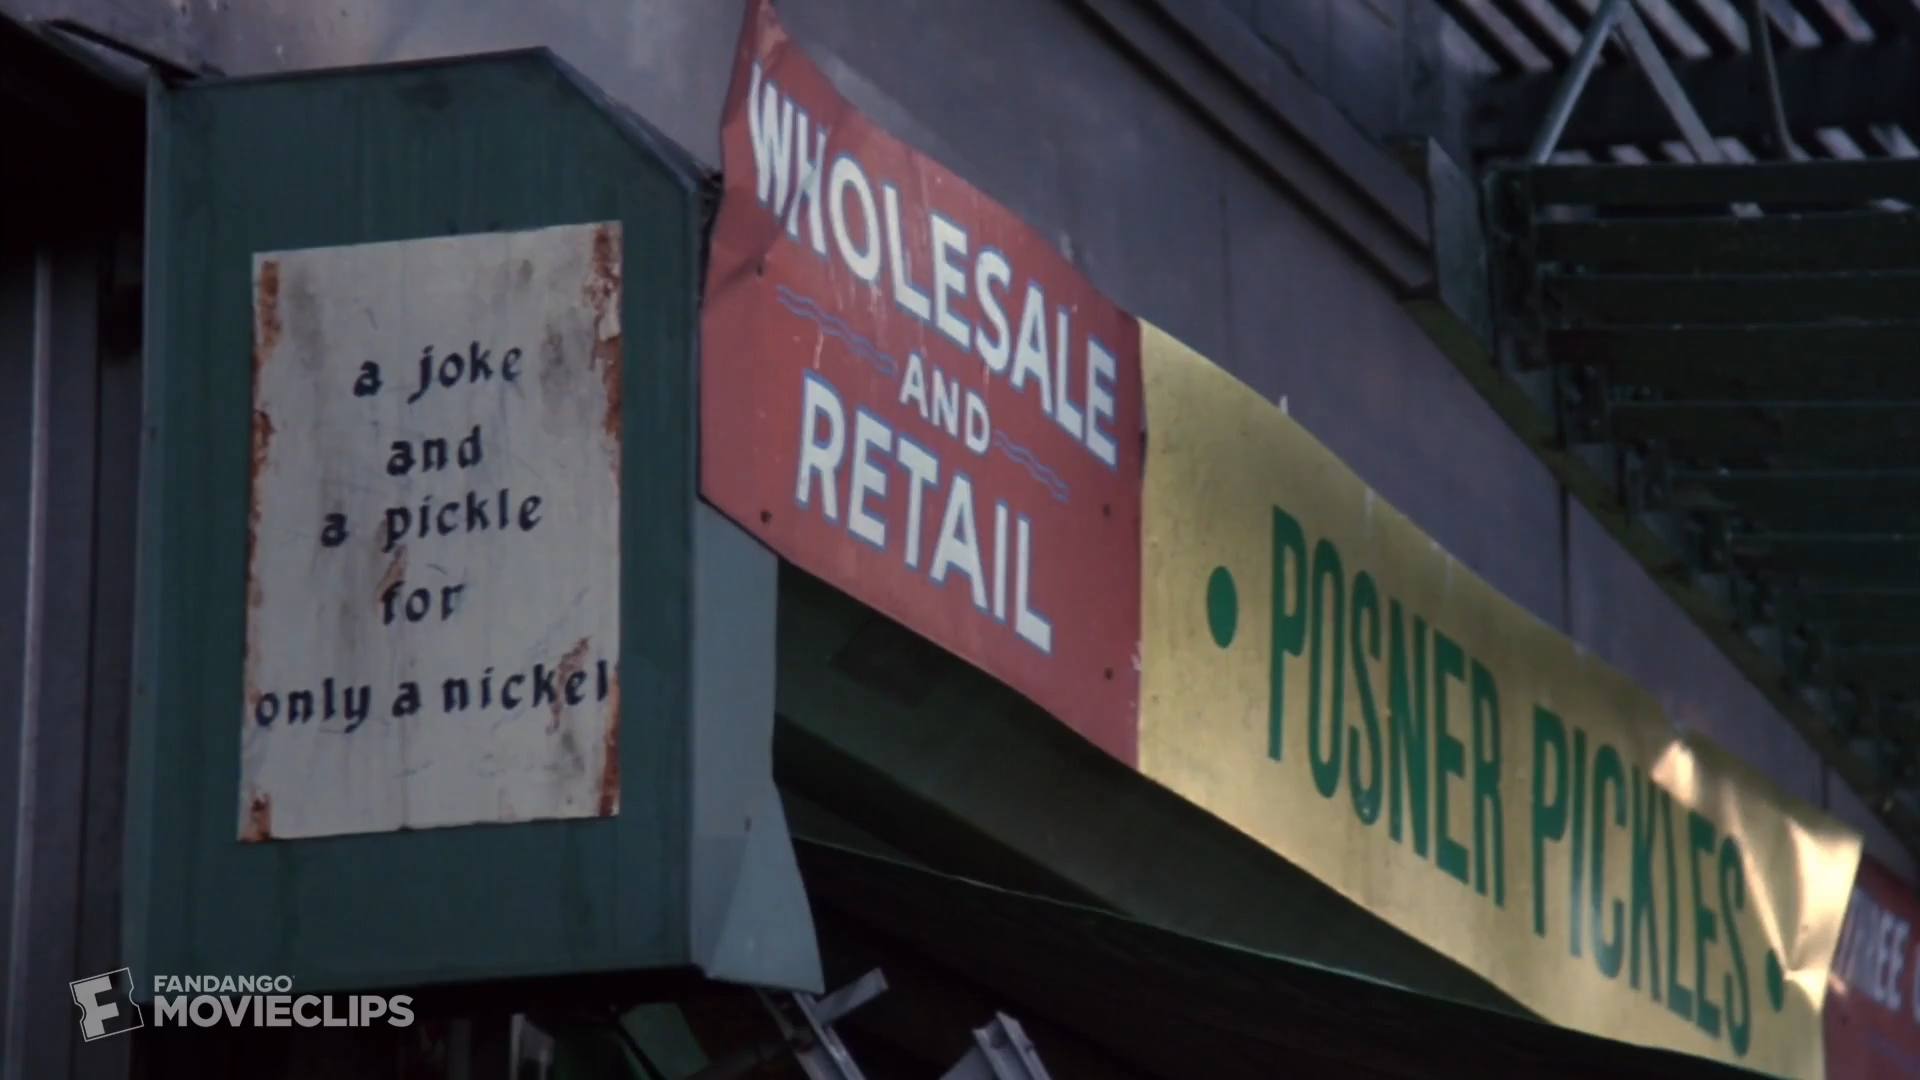 a joke
and
a pickle
for
only a nickel
WHOLESALE
AND
RETAIL
• POSNER PICKLES •
FANDANGO
MOVIECLIPS